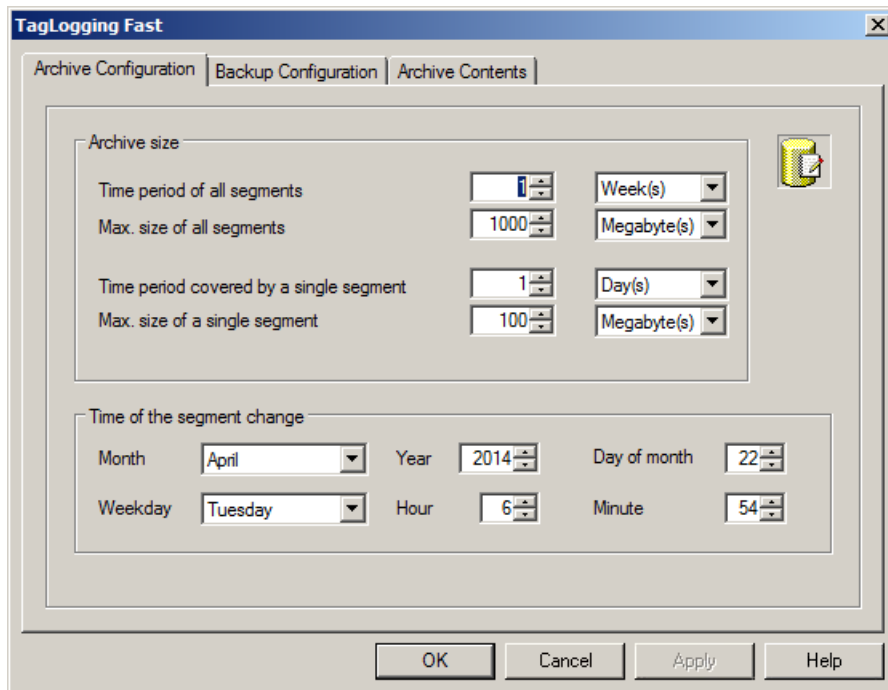 TagLogging Fast
Archive Configuration Backup Configuration Archive Contents
Archive size
Time period of all segments 1 Week(s)
Max. size of all segments 1000 Megabyte(s)
Time period covered by a single segment 1 Day(s)
Max. size of a single segment 100 Megabyte(s)
Time of the segment change
Month April Year 2014 Day of month 22
Weekday Tuesday Hour 6 Minute 54
OK Cancel Apply Help